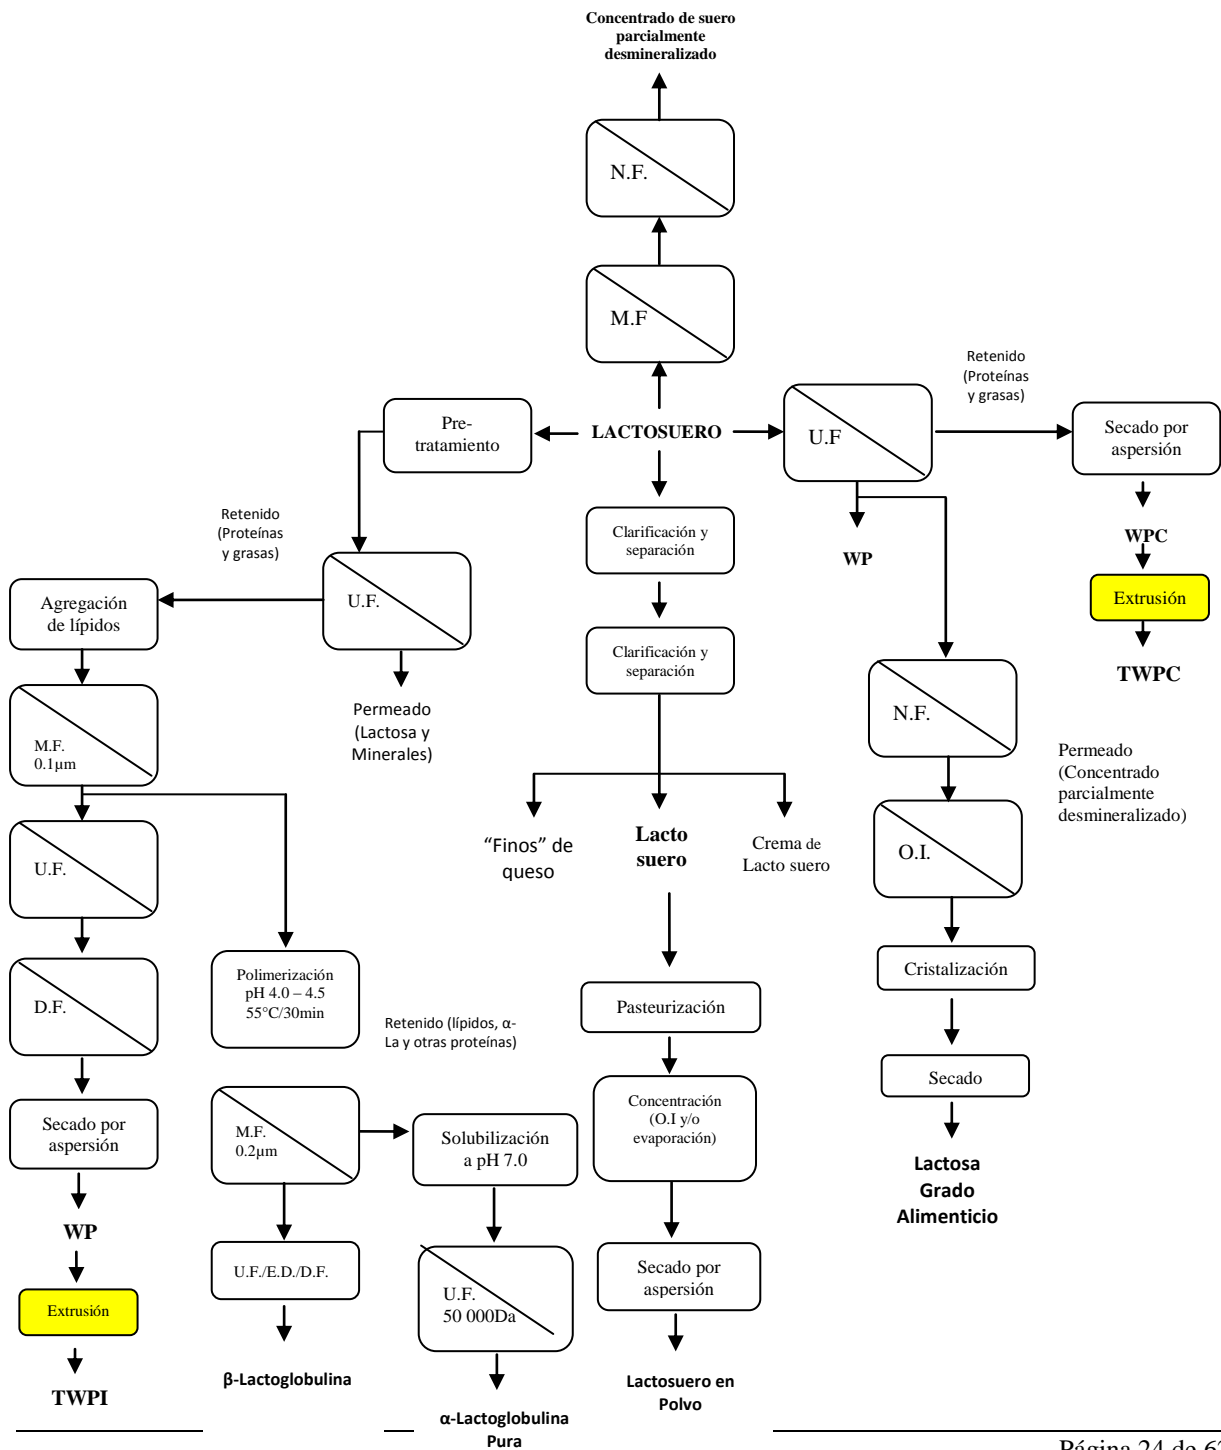 Concentrado de suero
parcialmente
desmineralizado
N.F.
M.F
Retenido
(Proteínas
y grasas)
Pre-
tratamiento
LACTOSUERO
U.F
Secado por
aspersión
Retenido
(Proteínas
y grasas)
Clarificación y
separación
WP
WPC
U.F.
Extrusión
Agregación
de lípidos
Clarificación y
separación
TWPC
Permeado
(Lactosa y
Minerales)
N.F.
M.F.
0.1µm
Permeado
(Concentrado
parcialmente
desmineralizado)
"Finos" de
queso
Lacto
suero
Crema de
Lacto suero
O.I.
U.F.
Polimerización
pH 4.0 – 4.5
55°C/30min
Cristalización
D.F.
Retenido (lípidos, α-
La y otras proteínas)
Pasteurización
Secado
Secado por
aspersión
M.F.
0.2µm
Solubilización
a pH 7.0
Concentración
(O.I y/o
evaporación)
Lactosa
Grado
Alimenticio
WP
U.F./E.D./D.F.
U.F.
50 000Da
Secado por
aspersión
Extrusión
TWPI
β-Lactoglobulina
Lactosuero en
Polvo
α-Lactoglobulina
Pura
Página 24 de